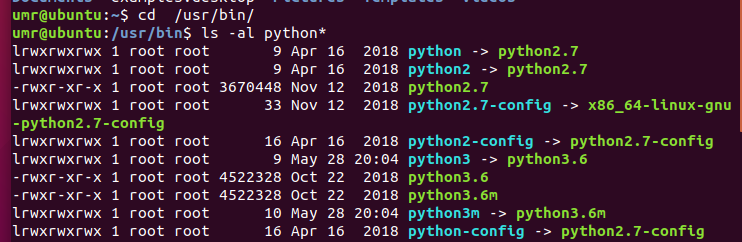 umr@ubuntu:~$ cd  /usr/bin/
umr@ubuntu:/usr/bin$ ls -al python*
lrwxrwxrwx 1 root root       9 Apr 16  2018 python -> python2.7
lrwxrwxrwx 1 root root       9 Apr 16  2018 python2 -> python2.7
-rwxr-xr-x 1 root root 3670448 Nov 12  2018 python2.7
lrwxrwxrwx 1 root root      33 Nov 12  2018 python2.7-config -> x86_64-linux-gnu
-python2.7-config
lrwxrwxrwx 1 root root      16 Apr 16  2018 python2-config -> python2.7-config
lrwxrwxrwx 1 root root       9 May 28 20:04 python3 -> python3.6
-rwxr-xr-x 1 root root 4522328 Oct 22  2018 python3.6
-rwxr-xr-x 1 root root 4522328 Oct 22  2018 python3.6m
lrwxrwxrwx 1 root root      10 May 28 20:04 python3m -> python3.6m
lrwxrwxrwx 1 root root      16 Apr 16  2018 python-config -> python2.7-config